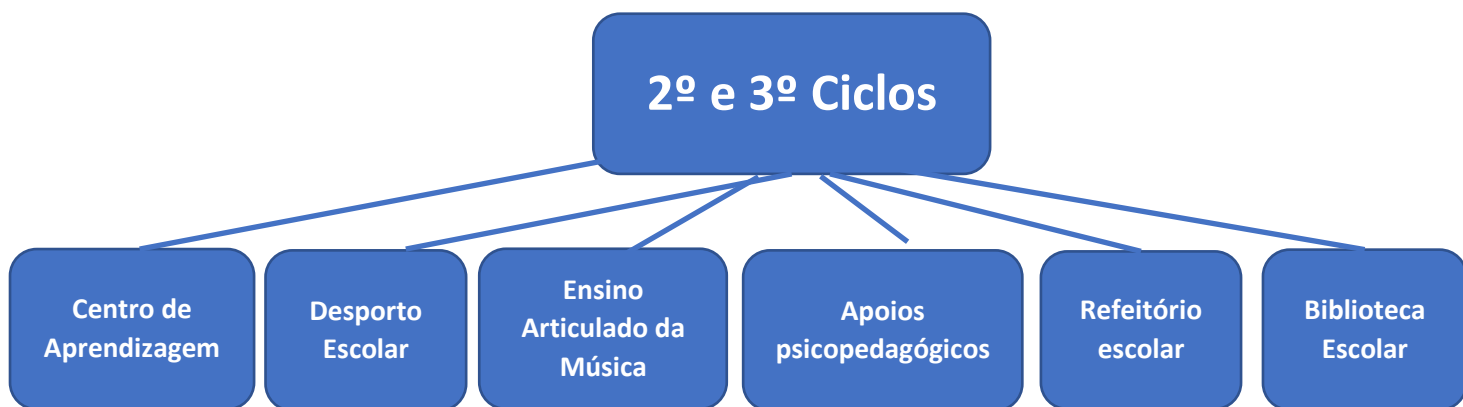 2º e 3º Ciclos
Centro de
Aprendizagem
Desporto
Escolar
Ensino
Articulado da
Música
Apoios
psicopedagógicos
Refeitório
escolar
Biblioteca
Escolar